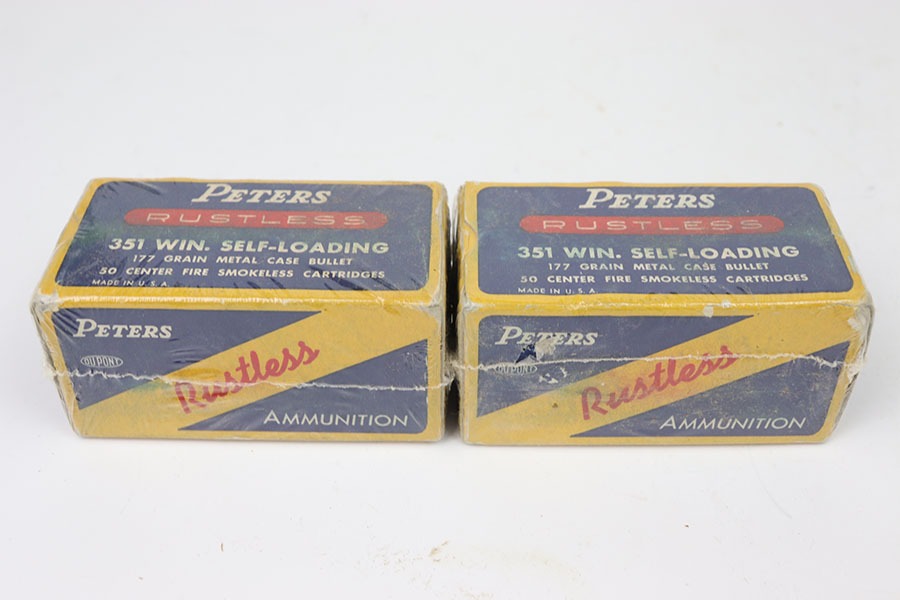 PETERS
RUSTLESS
351 WIN. SELF-LOADING
177 GRAIN METAL CASE BULLET
50 CENTER FIRE SMOKELESS CARTRIDGES
MADE IN U.S.A.
PETERS
DUPONT
Rustless
AMMUNITION
PETERS
RUSTLESS
351 WIN. SELF-LOADING
177 GRAIN METAL CASE BULLET
50 CENTER FIRE SMOKELESS CARTRIDGES
MADE IN U.S.A.
PETERS
DUPONT
Rustless
AMMUNITION